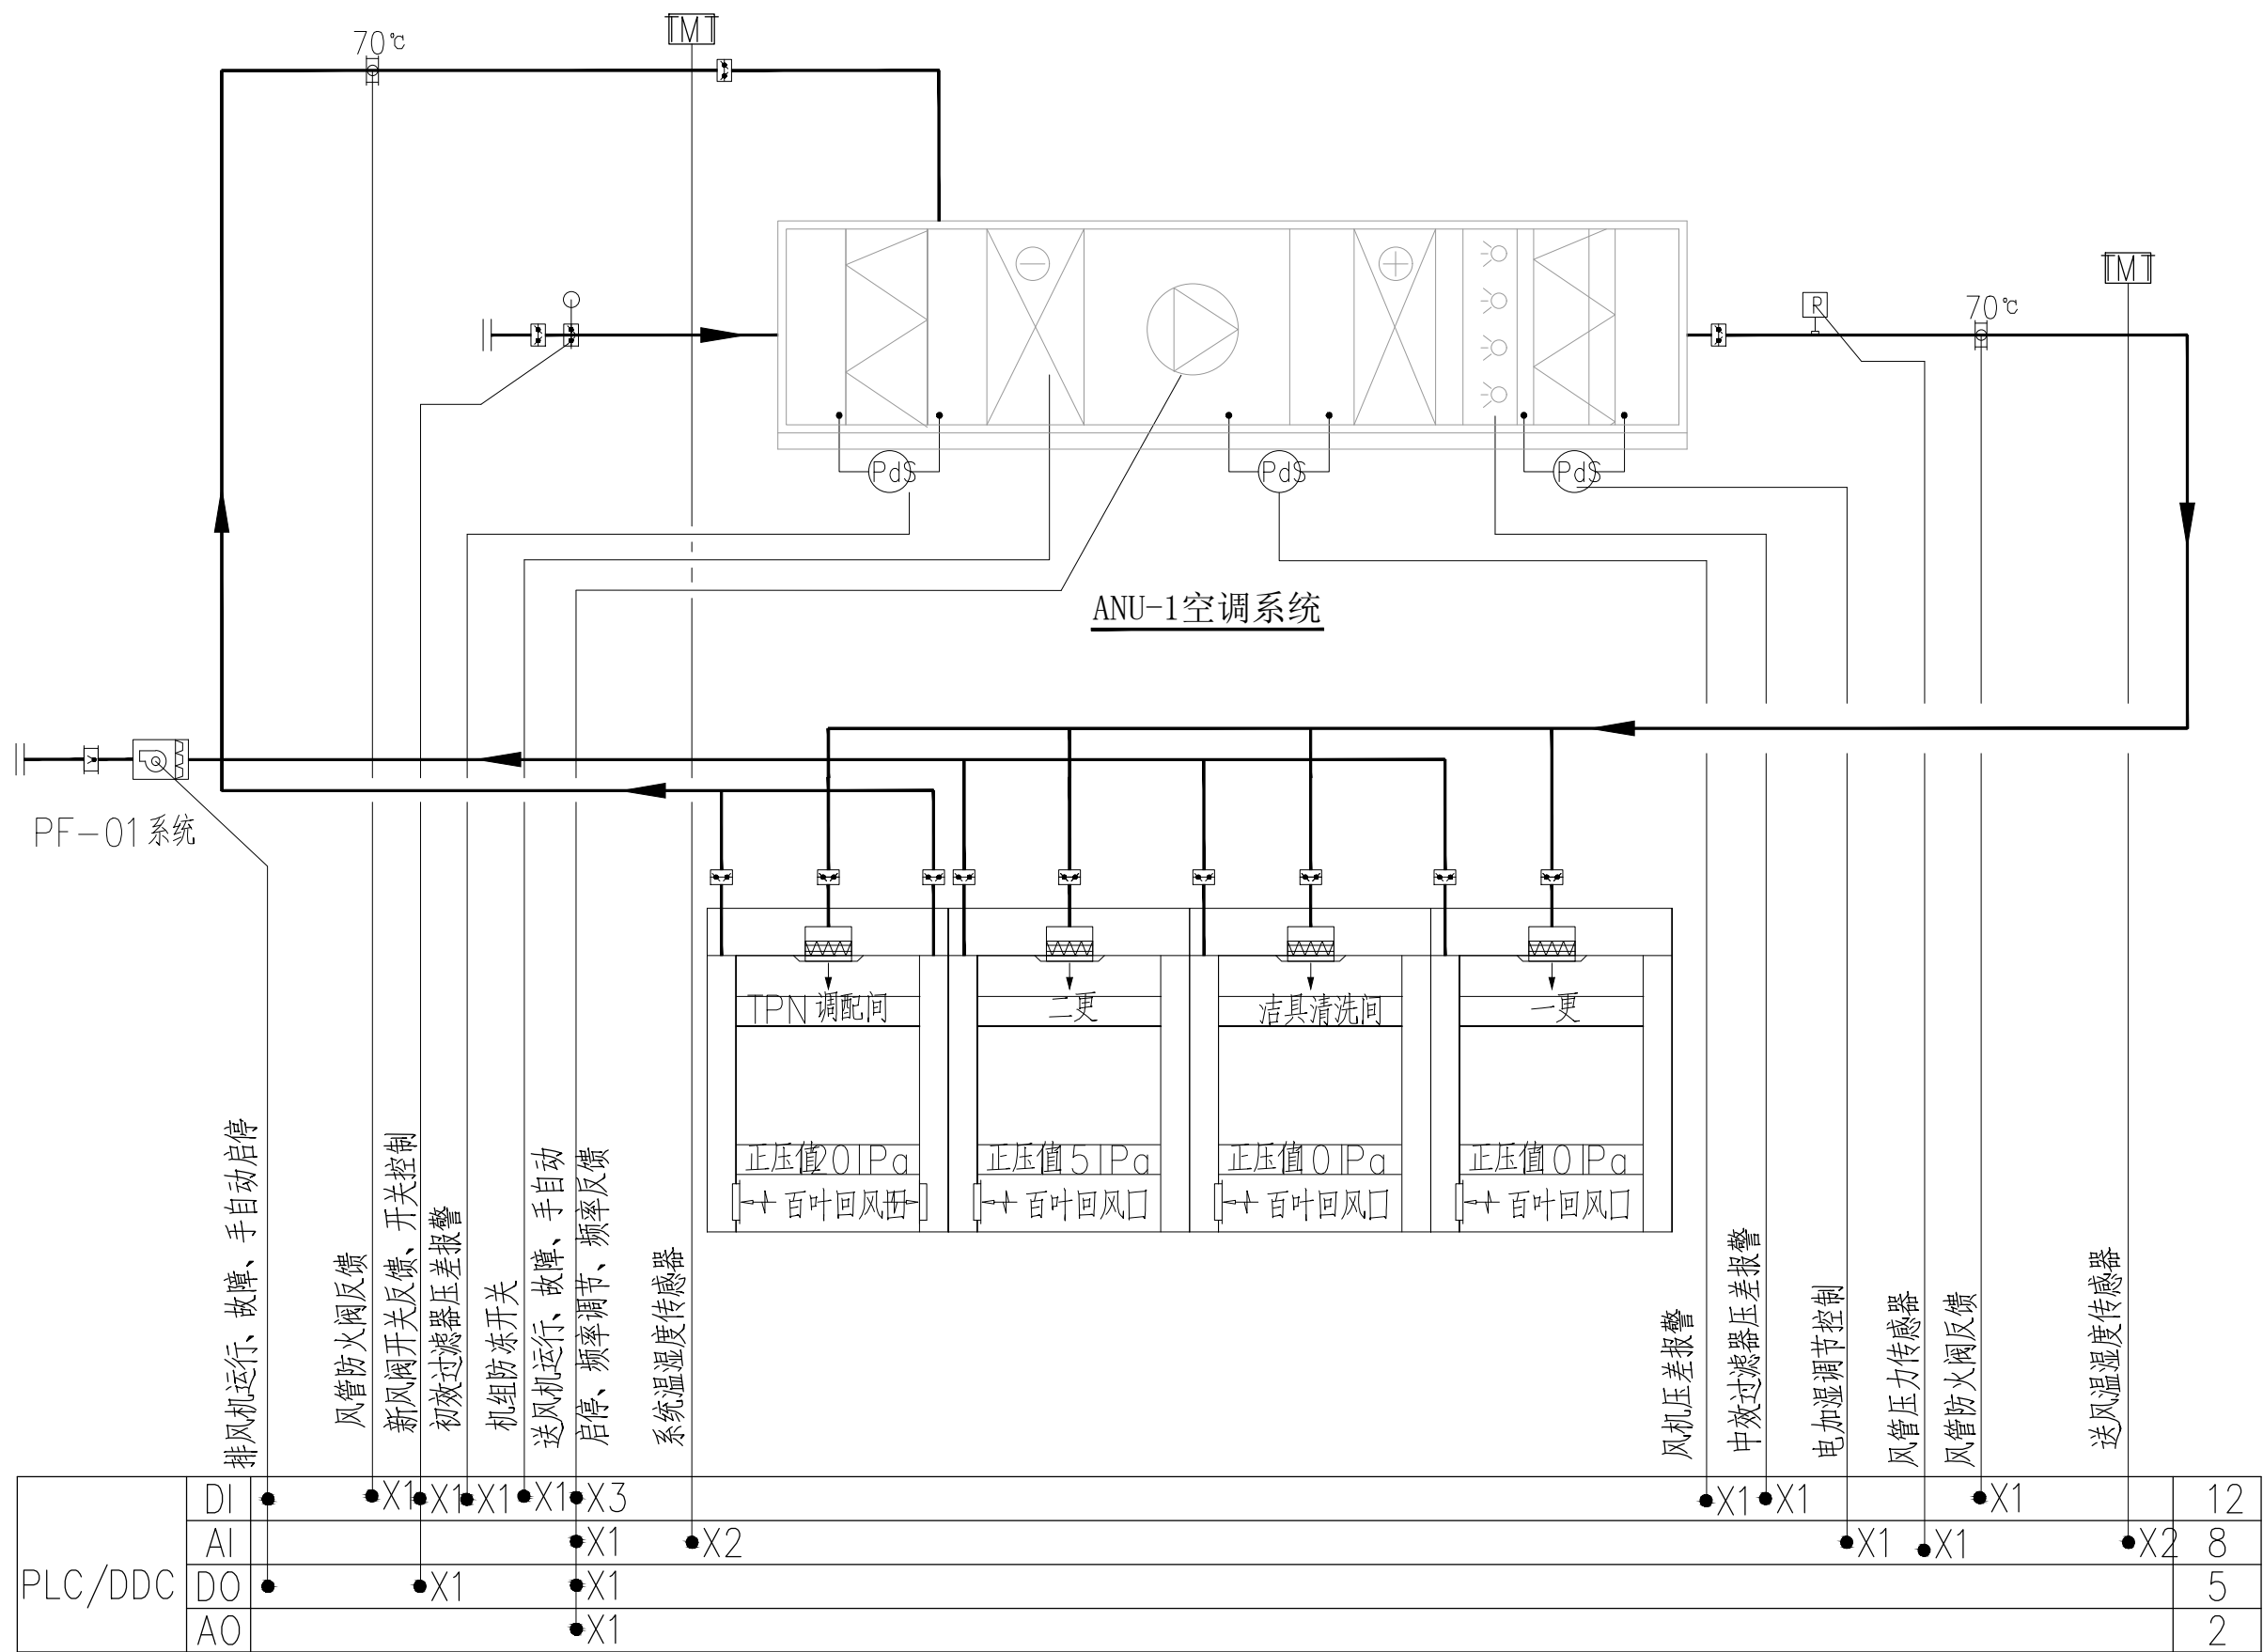 TMT
70℃
TMT
R
70℃
PdS
PdS
PdS
ANU-1空调系统
PF-01系统
TPN调配间
二更
洁具清洗间
一更
正压值20Pa
正压值5Pa
正压值10Pa
正压值10Pa
百叶回风口
百叶回风口
百叶回风口
百叶回风口
排风机运行、故障、手自动启停
风管防火阀反馈
新风阀开关反馈、开关控制
初效过滤器压差报警
机组防冻开关
送风机运行、故障、手自动
启停、频率调节、频率反馈
系统温湿度传感器
风机压差报警
中效过滤器压差报警
电加湿调节控制
风管压力传感器
风管防火阀反馈
送风温湿度传感器
PLC/DDC
DI X1 X1 X1 X1 X3 X1 X1 X1 12
AI X1 X2 X1 X1 X2 8
DO X1 X1 5
AO X1 2